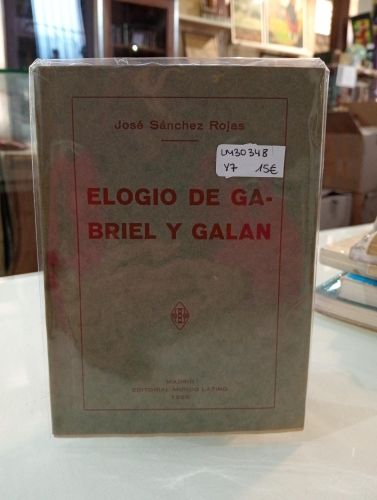 José Sánchez Rojas
LM30348
Y7 15€
ELOGIO DE GA-
BRIEL Y GALAN
MADRID
EDITORIAL MUNDO LATINO